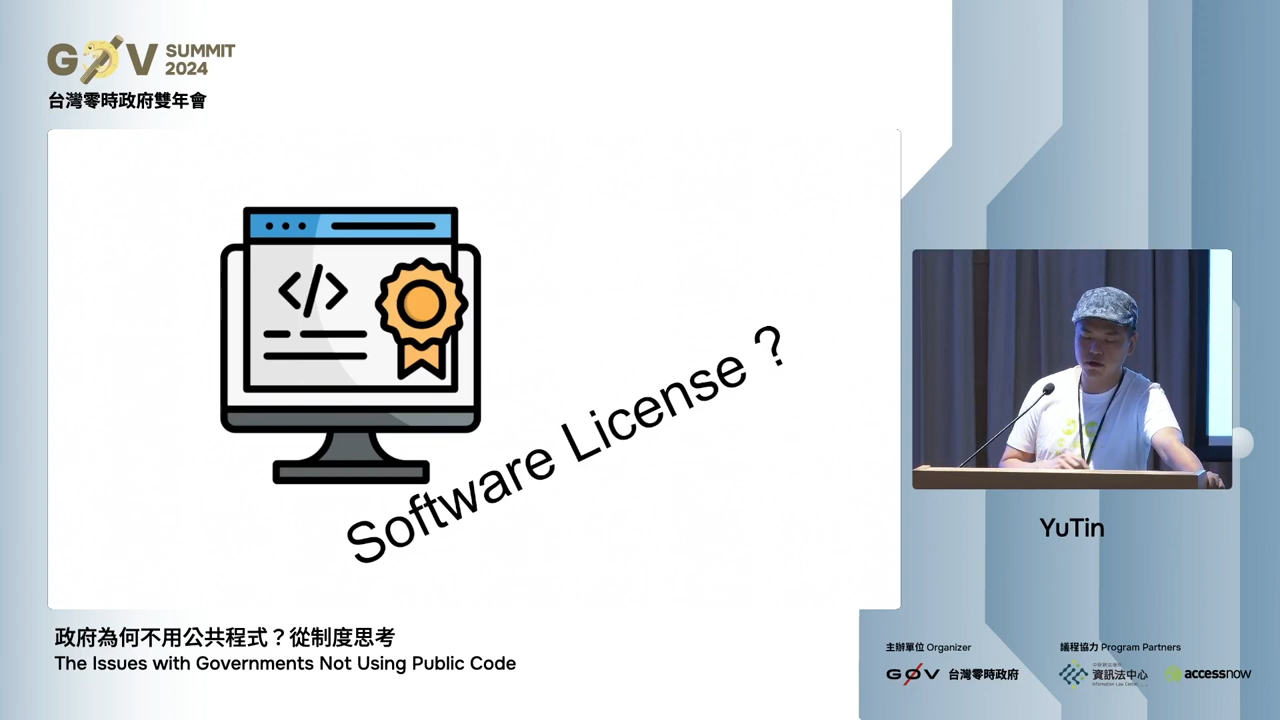 G0V SUMMIT
2024
台灣零時政府雙年會
</>
Software License ?
YuTin
政府為何不用公共程式？從制度思考
The Issues with Governments Not Using Public Code
主辦單位 Organizer
議程協力 Program Partners
G0V 台灣零時政府
資訊法中心
Information Law Center
accessnow